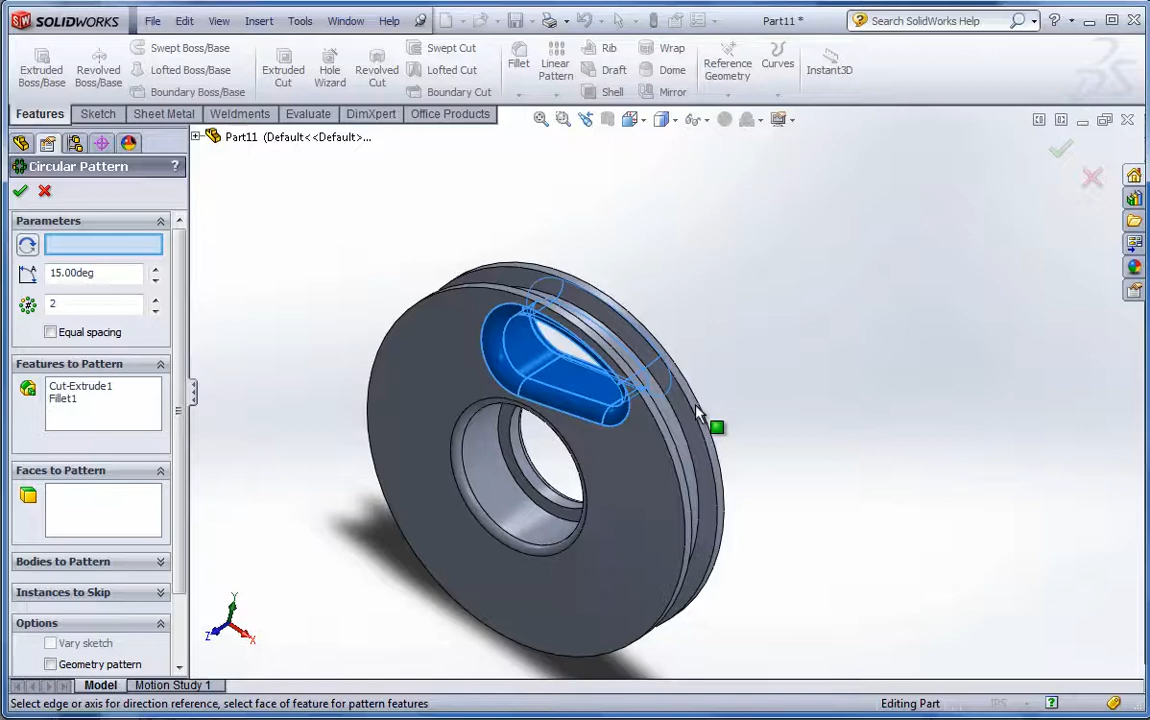 SOLIDWORKS File Edit View Insert Tools Window Help Part11 * Search SolidWorks Help
Extruded Boss/Base
Revolved Boss/Base
Swept Boss/Base
Lofted Boss/Base
Boundary Boss/Base
Extruded Cut
Hole Wizard
Revolved Cut
Swept Cut
Lofted Cut
Boundary Cut
Fillet
Linear Pattern
Rib
Draft
Shell
Wrap
Dome
Mirror
Reference Geometry
Curves
Instant3D
Features Sketch Sheet Metal Weldments Evaluate DimXpert Office Products
Part11 (Default<<Default>...
Circular Pattern ?
Parameters
15.00deg
2
Equal spacing
Features to Pattern
Cut-Extrude1
Fillet1
Faces to Pattern
Bodies to Pattern
Instances to Skip
Options
Vary sketch
Geometry pattern
Y
Z
X
Model Motion Study 1
Select edge or axis for direction reference, select face of feature for pattern features Editing Part IPS